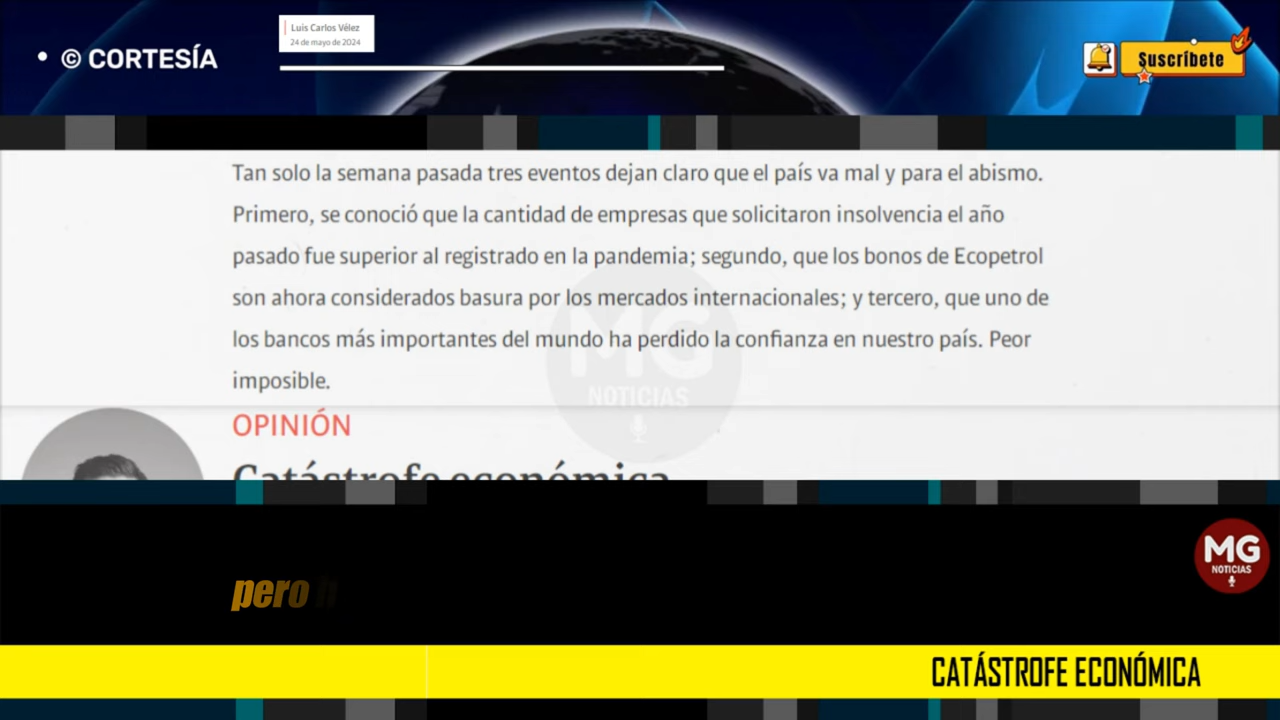 Luis Carlos Vélez
24 de mayo de 2024
© CORTESÍA
Suscríbete
Tan solo la semana pasada tres eventos dejan claro que el país va mal y para el abismo.
Primero, se conoció que la cantidad de empresas que solicitaron insolvencia el año
pasado fue superior al registrado en la pandemia; segundo, que los bonos de Ecopetrol
son ahora considerados basura por los mercados internacionales; y tercero, que uno de
los bancos más importantes del mundo ha perdido la confianza en nuestro país. Peor
imposible.
MG
NOTICIAS
OPINIÓN
Catástrofe económica
MG
NOTICIAS
pero
CATÁSTROFE ECONÓMICA